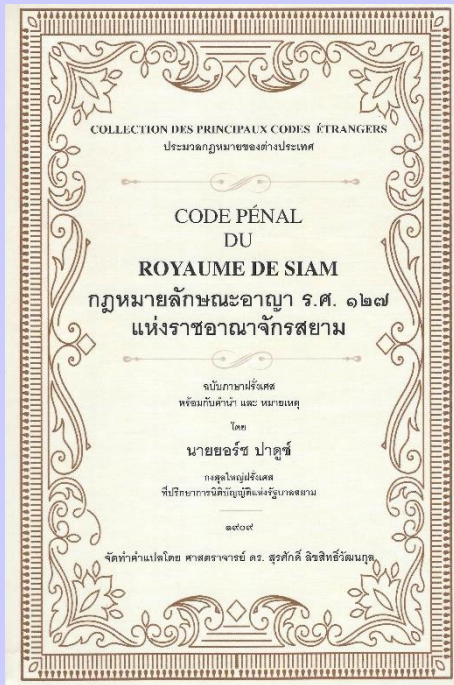 COLLECTION DES PRINCIPAUX CODES ÉTRANGERS
ประมวลกฎหมายของต่างประเทศ
CODE PÉNAL
DU
ROYAUME DE SIAM
กฎหมายลักษณะอาญา ร.ศ. ๑๒๗
แห่งราชอาณาจักรสยาม
ฉบับภาษาฝรั่งเศส
พร้อมกับคำนำ และ หมายเหตุ
โดย
นายยอร์ช ปาดูซ์
กงสุลใหญ่ฝรั่งเศส
ที่ปรึกษาการนิติบัญญัติแห่งรัฐบาลสยาม
๑๙๐๙
จัดทำคำแปลโดย ศาสตราจารย์ ดร. สุรศักดิ์ ลิขสิทธิ์วัฒนกุล